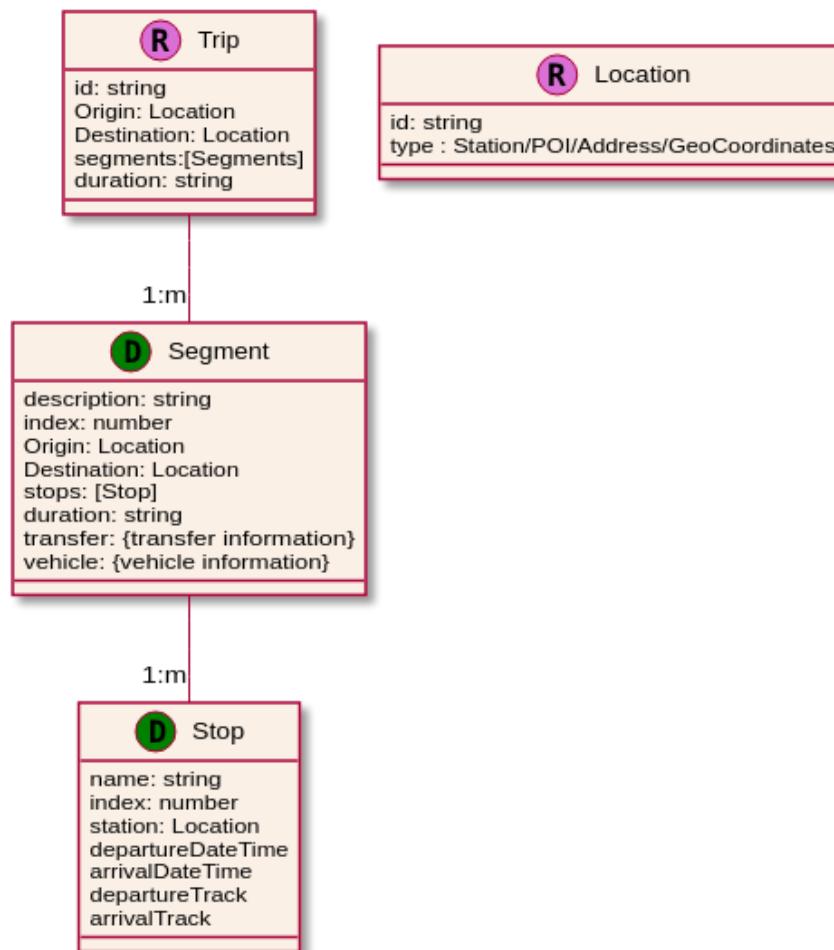 R Trip
id: string
Origin: Location
Destination: Location
segments:[Segments]
duration: string
R Location
id: string
type : Station/POI/Address/GeoCoordinates
1:m
D Segment
description: string
index: number
Origin: Location
Destination: Location
stops: [Stop]
duration: string
transfer: {transfer information}
vehicle: {vehicle information}
1:m
D Stop
name: string
index: number
station: Location
departureDateTime
arrivalDateTime
departureTrack
arrivalTrack